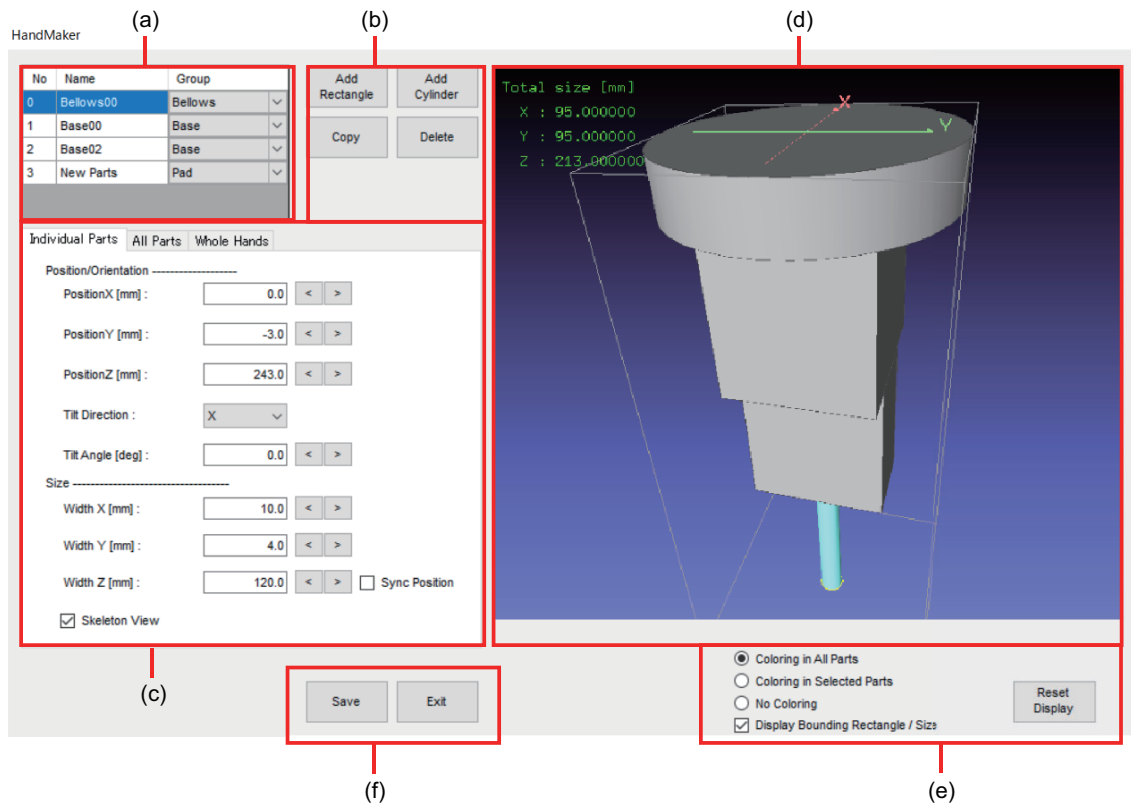 (a)
(b)
(d)
HandMaker
No Name Group
0 Bellows00 Bellows
1 Base00 Base
2 Base02 Base
3 New Parts Pad
Add Rectangle
Add Cylinder
Copy
Delete
Individual Parts All Parts Whole Hands
Position/Orientation -------------------
PositionX [mm] : 0.0 < >
PositionY [mm] : -3.0 < >
PositionZ [mm] : 243.0 < >
Tilt Direction : X
Tilt Angle [deg] : 0.0 < >
Size -----------------------------------
Width X [mm] : 10.0 < >
Width Y [mm] : 4.0 < >
Width Z [mm] : 120.0 < > Sync Position
Skeleton View
Total size [mm]
X : 95.000000
Y : 95.000000
Z : 213.000000
X
Y
Coloring in All Parts
Coloring in Selected Parts
No Coloring
Display Bounding Rectangle / Size
Reset Display
(c)
Save
Exit
(f)
(e)